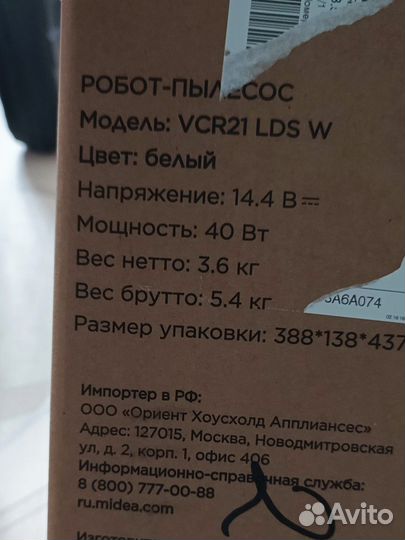 РОБОТ-ПЫЛЕСОС
Модель: VCR21 LDS W
Цвет: белый
Напряжение: 14.4 В
Мощность: 40 Вт
Вес нетто: 3.6 кг
Вес брутто: 5.4 кг
5A6A074
Размер упаковки: 388*138*437
Импортер в РФ:
ООО «Ориент Хоусхолд Апплиансес»
Адрес: 127015, Москва, Новодмитровская
ул, д. 2, корп. 1, офис 406
Информационно-справочная служба:
8 (800) 777-00-88
ru.midea.com
Avito